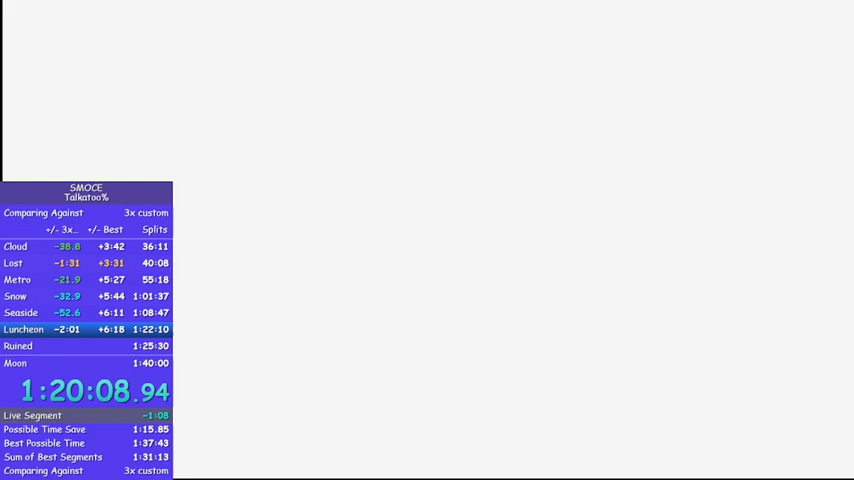 SMOCE
Talkatoo%
Comparing Against 3x custom
+/- 3x... +/- Best Splits
Cloud -38.8 +3:42 36:11
Lost -1:31 +3:31 40:08
Metro -21.9 +5:27 55:18
Snow -32.9 +5:44 1:01:37
Seaside -52.6 +6:11 1:08:47
Luncheon -2:01 +6:18 1:22:10
Ruined 1:25:30
Moon 1:40:00
1:20:08.94
Live Segment -1:08
Possible Time Save 1:15.85
Best Possible Time 1:37:43
Sum of Best Segments 1:31:13
Comparing Against 3x custom